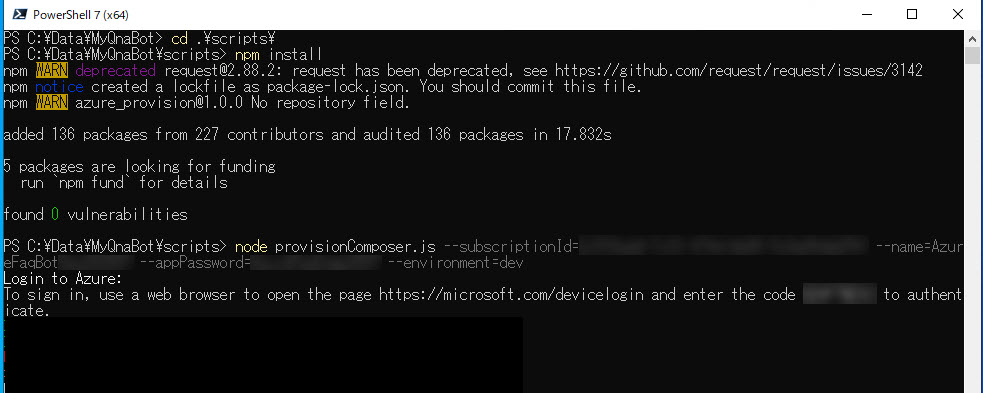 PowerShell 7 (x64)
PS C:¥Data¥MyQnaBot> cd .¥scripts¥
PS C:¥Data¥MyQnaBot¥scripts> npm install
npm WARN deprecated request@2.88.2: request has been deprecated, see https://github.com/request/request/issues/3142
npm notice created a lockfile as package-lock.json. You should commit this file.
npm WARN azure_provision@1.0.0 No repository field.
added 136 packages from 227 contributors and audited 136 packages in 17.832s
5 packages are looking for funding
run `npm fund` for details
found 0 vulnerabilities
PS C:¥Data¥MyQnaBot¥scripts> node provisionComposer.js --subscriptionId= --name=Azur
eFaqBot --appPassword= --environment=dev
Login to Azure:
To sign in, use a web browser to open the page https://microsoft.com/devicelogin and enter the code to authent
icate.